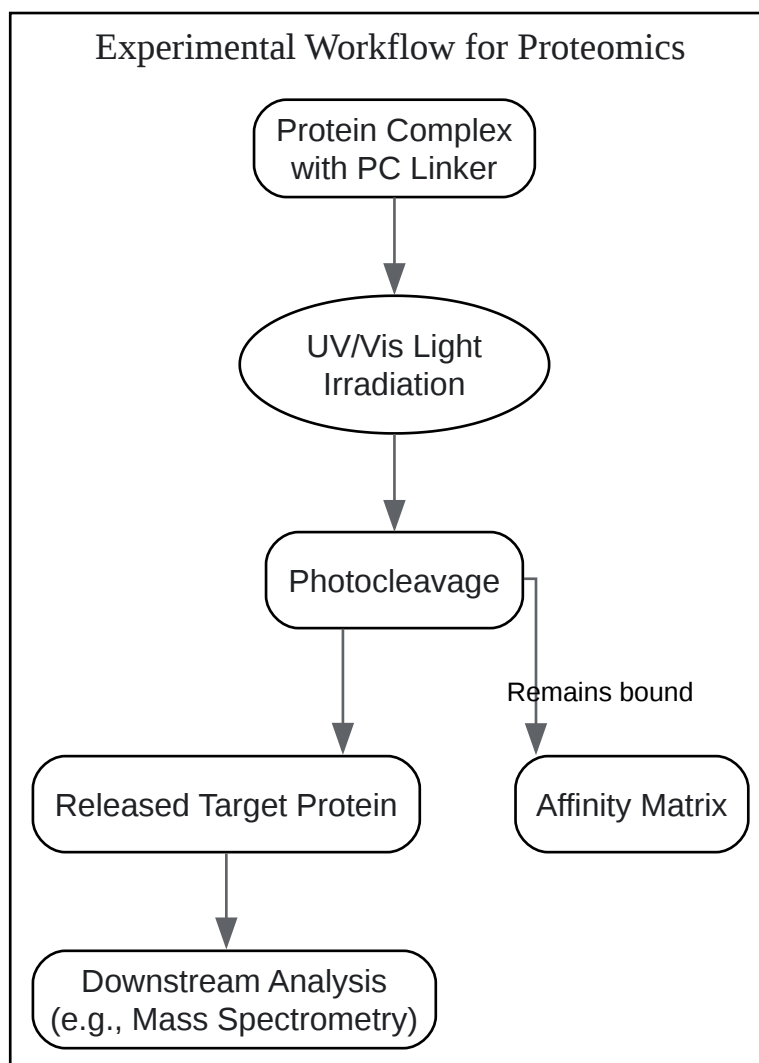 Experimental Workflow for Proteomics
Protein Complex
with PC Linker
UV/Vis Light
Irradiation
Photocleavage
Remains bound
Released Target Protein
Affinity Matrix
Downstream Analysis
(e.g., Mass Spectrometry)